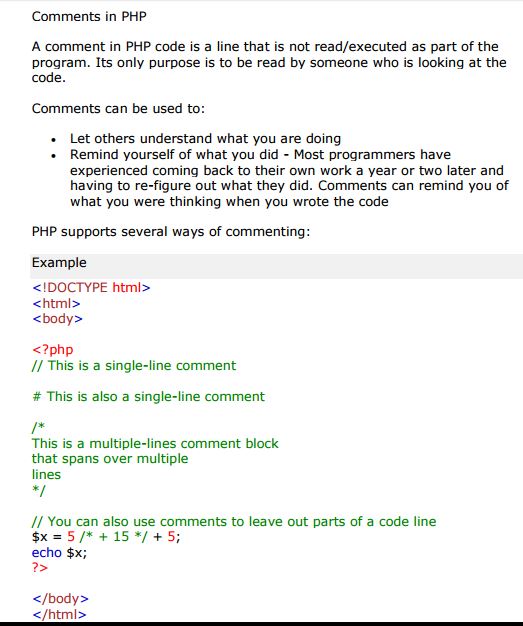 Comments in PHP
A comment in PHP code is a line that is not read/executed as part of the
program. Its only purpose is to be read by someone who is looking at the
code.
Comments can be used to:
• Let others understand what you are doing
• Remind yourself of what you did - Most programmers have
experienced coming back to their own work a year or two later and
having to re-figure out what they did. Comments can remind you of
what you were thinking when you wrote the code
PHP supports several ways of commenting:
Example
<!DOCTYPE html>
<html>
<body>
<?php
// This is a single-line comment
# This is also a single-line comment
/*
This is a multiple-lines comment block
that spans over multiple
lines
*/
// You can also use comments to leave out parts of a code line
$x = 5 /* + 15 */ + 5;
echo $x;
?>
</body>
</html>